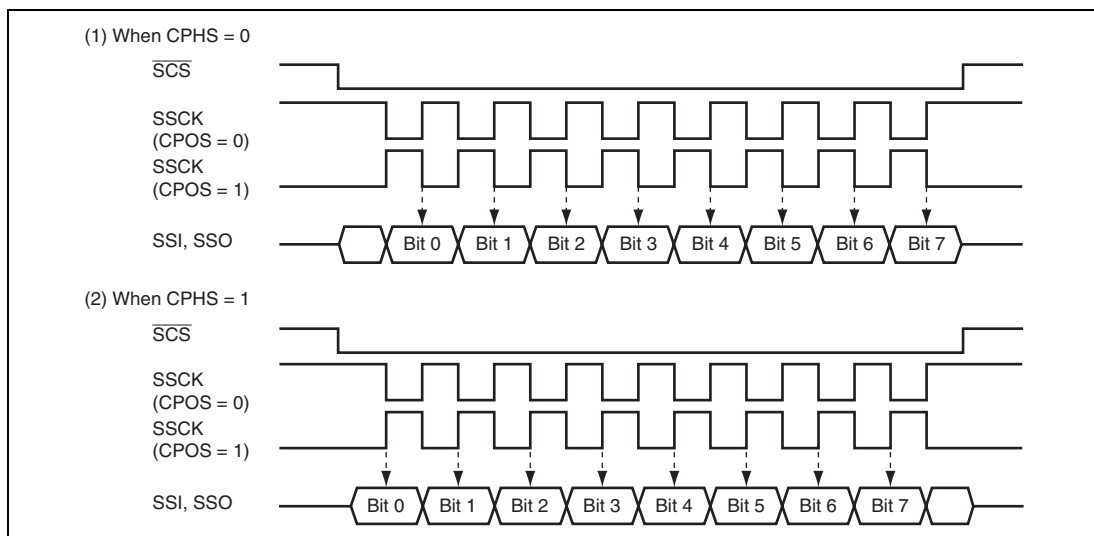 (1) When CPHS = 0
SCS
SSCK
(CPOS = 0)
SSCK
(CPOS = 1)
SSI, SSO
Bit 0 Bit 1 Bit 2 Bit 3 Bit 4 Bit 5 Bit 6 Bit 7
(2) When CPHS = 1
SCS
SSCK
(CPOS = 0)
SSCK
(CPOS = 1)
SSI, SSO
Bit 0 Bit 1 Bit 2 Bit 3 Bit 4 Bit 5 Bit 6 Bit 7